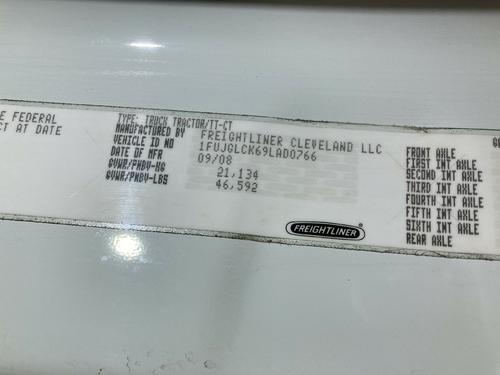 E FEDERAL
CT AT DATE
TYPE: TRUCK TRACTOR/TT-CT
MANUFACTURED BY FREIGHTLINER CLEVELAND LLC
VEHICLE ID NO 1FUJGLCK69LAD0766
DATE OF MFR 09/08
GVWR/PNBV-KG 21,134
GVWR/PNBV-LBS 46,592
FREIGHTLINER
FRONT AXLE
FIRST INT AXLE
SECOND INT AXLE
THIRD INT AXLE
FOURTH INT AXLE
FIFTH INT AXLE
SIXTH INT AXLE
REAR AXLE